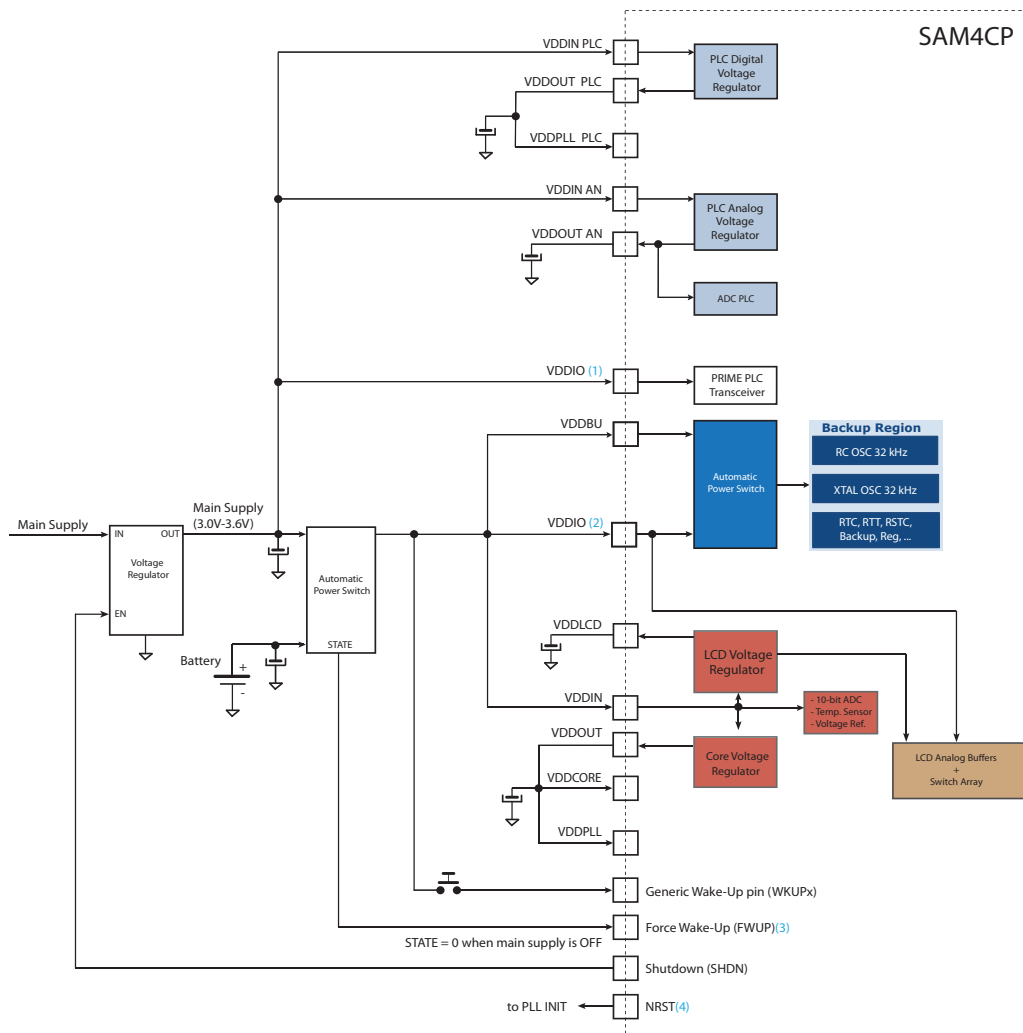 SAM4CP
VDDIN PLC
PLC Digital
Voltage
Regulator
VDDOUT PLC
VDDPLL PLC
VDDIN AN
PLC Analog
Voltage
Regulator
VDDOUT AN
ADC PLC
VDDIO (1)
PRIME PLC
Transceiver
VDDBU
Automatic
Power Switch
Backup Region
RC OSC 32 kHz
XTAL OSC 32 kHz
RTC, RTT, RSTC,
Backup, Reg, ...
Main Supply
Main Supply
(3.0V-3.6V)
VDDIO (2)
IN
OUT
Voltage
Regulator
EN
Automatic
Power Switch
STATE
Battery
+
-
VDDLCD
LCD Voltage
Regulator
VDDIN
- 10-bit ADC
- Temp. Sensor
- Voltage Ref.
VDDOUT
Core Voltage
Regulator
LCD Analog Buffers
+
Switch Array
VDDCORE
VDDPLL
Generic Wake-Up pin (WKUPx)
Force Wake-Up (FWUP)(3)
STATE = 0 when main supply is OFF
Shutdown (SHDN)
to PLL INIT
NRST(4)